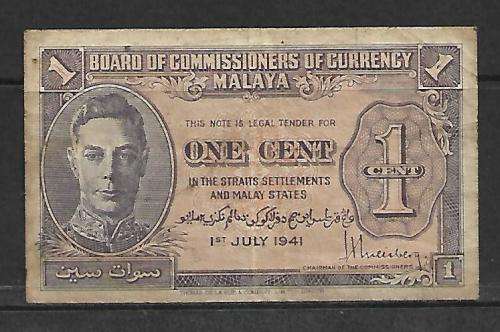 1 BOARD OF COMMISSIONERS OF CURRENCY 1
MALAYA
THIS NOTE IS LEGAL TENDER FOR
ONE CENT
IN THE STRAITS SETTLEMENTS
AND MALAY STATES
1ST JULY 1941
1
CENT
CHAIRMAN OF THE COMMISSIONERS
سوات سين
1